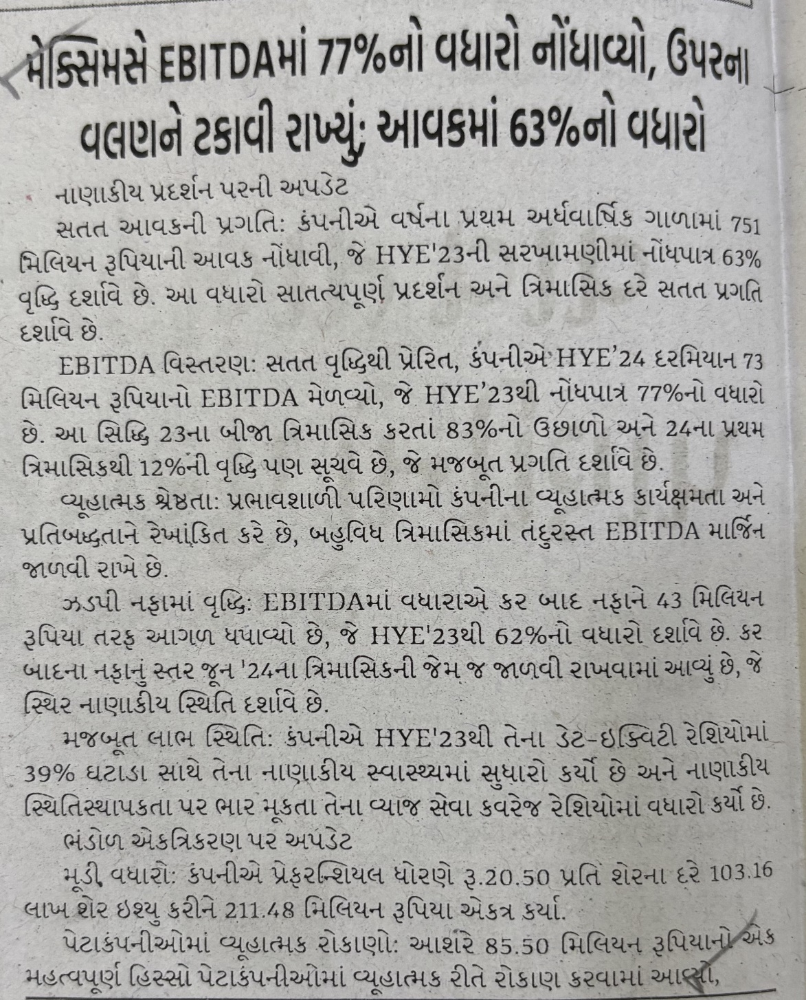 મેક્સિમસે EBITDAમાં 77%નો વધારો નોંધાવ્યો, ઉપરના
વલણને ટકાવી રાખ્યું; આવકમાં 63%નો વધારો
નાણાકીય પ્રદર્શન પરની અપડેટ
સતત આવકની પ્રગતિ: કંપનીએ વર્ષના પ્રથમ અર્ધવાર્ષિક ગાળામાં 751
મિલિયન રૂપિયાની આવક નોંધાવી, જે HYE'23ની સરખામણીમાં નોંધપાત્ર 63%
વૃદ્ધિ દર્શાવે છે. આ વધારો સાતત્યપૂર્ણ પ્રદર્શન અને ત્રિમાસિક દરે સતત પ્રગતિ
દર્શાવે છે.
EBITDA વિસ્તરણ: સતત વૃદ્ધિથી પ્રેરિત, કંપનીએ HYE’24 દરમિયાન 73
મિલિયન રૂપિયાનો EBITDA મેળવ્યો, જે HYE’23થી નોંધપાત્ર 77%નો વધારો
છે. આ સિદ્ધિ 23ના બીજા ત્રિમાસિક કરતાં 83%નો ઉછાળો અને 24ના પ્રથમ
ત્રિમાસિકથી 12%ની વૃદ્ધિ પણ સૂચવે છે, જે મજબૂત પ્રગતિ દર્શાવે છે.
વ્યૂહાત્મક શ્રેષ્ઠતા: પ્રભાવશાળી પરિણામો કંપનીના વ્યૂહાત્મક કાર્યક્ષમતા અને
પ્રતિબદ્ધતાને રેખાંકિત કરે છે, બહુવિધ ત્રિમાસિકમાં તંદુરસ્ત EBITDA માર્જિન
જાળવી રાખે છે.
ઝડપી નફામાં વૃદ્ધિ: EBITDAમાં વધારાએ કર બાદ નફાને 43 મિલિયન
રૂપિયા તરફ આગળ ધપાવ્યો છે, જે HYE'23થી 62%નો વધારો દર્શાવે છે. કર
બાદના નફાનું સ્તર જૂન '24ના ત્રિમાસિકની જેમ જ જાળવી રાખવામાં આવ્યું છે, જે
સ્થિર નાણાકીય સ્થિતિ દર્શાવે છે.
મજબૂત લાભ સ્થિતિ: કંપનીએ HYE'23થી તેના ડેટ-ઇક્વિટી રેશિયોમાં
39% ઘટાડા સાથે તેના નાણાકીય સ્વાસ્થ્યમાં સુધારો કર્યો છે અને નાણાકીય
સ્થિતિસ્થાપકતા પર ભાર મૂકતા તેના વ્યાજ સેવા કવરેજ રેશિયોમાં વધારો કર્યો છે.
ભંડોળ એકત્રિકરણ પર અપડેટ
મૂડી વધારો: કંપનીએ પ્રેફરન્શિયલ ધોરણે રૂ.20.50 પ્રતિ શેરના દરે 103.16
લાખ શેર ઇશ્યુ કરીને 211.48 મિલિયન રૂપિયા એકત્ર કર્યા.
પેટાકંપનીઓમાં વ્યૂહાત્મક રોકાણો: આશરે 85.50 મિલિયન રૂપિયાનો એક
મહત્વપૂર્ણ હિસ્સો પેટાકંપનીઓમાં વ્યૂહાત્મક રીતે રોકાણ કરવામાં આવ્યો,